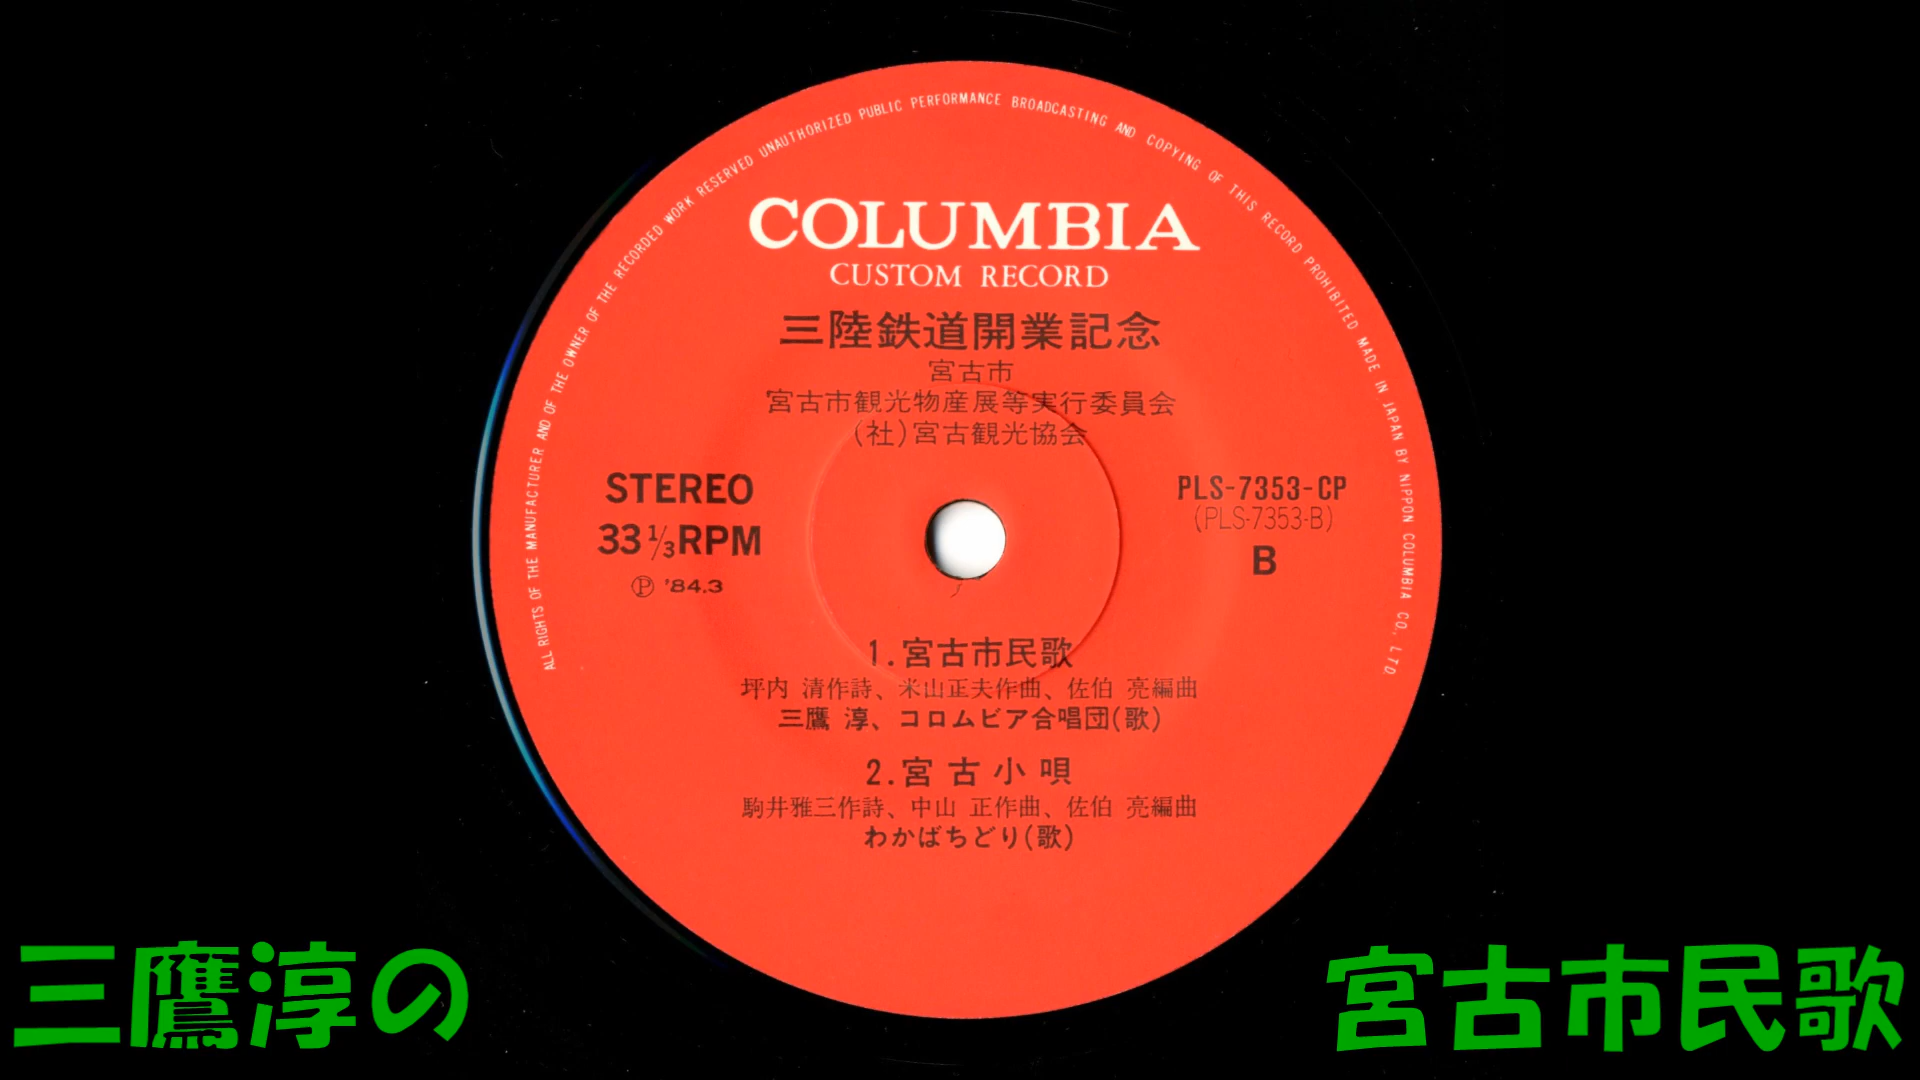 ALL RIGHTS OF THE MANUFACTURER AND OF THE OWNER OF THE RECORDED WORK RESERVED UNAUTHORIZED PUBLIC PERFORMANCE BROADCASTING AND COPYING OF THIS RECORD PROHIBITED MADE IN JAPAN BY NIPPON COLUMBIA CO., LTD.
COLUMBIA
CUSTOM RECORD
三陸鉄道開業記念
宮古市
宮古市観光物産展等実行委員会
(社)宮古観光協会
STEREO
33 1/3 RPM
Ⓟ '84.3
PLS-7353-CP
(PLS-7353-B)
B
1.宮古市民歌
坪内 清作詩、米山正夫作曲、佐伯 亮編曲
三鷹 淳、コロムビア合唱団(歌)
2.宮古小唄
駒井雅三作詩、中山 正作曲、佐伯 亮編曲
わかばちどり(歌)
三鷹淳の
宮古市民歌